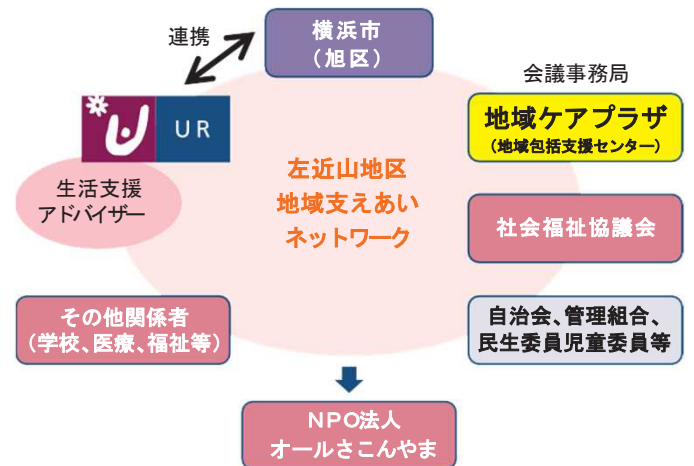 連携
横浜市
（旭区）
会議事務局
地域ケアプラザ
（地域包括支援センター）
UR
生活支援
アドバイザー
左近山地区
地域支えあい
ネットワーク
社会福祉協議会
その他関係者
（学校、医療、福祉等）
自治会、管理組合、
民生委員児童委員等
NPO法人
オールさこんやま